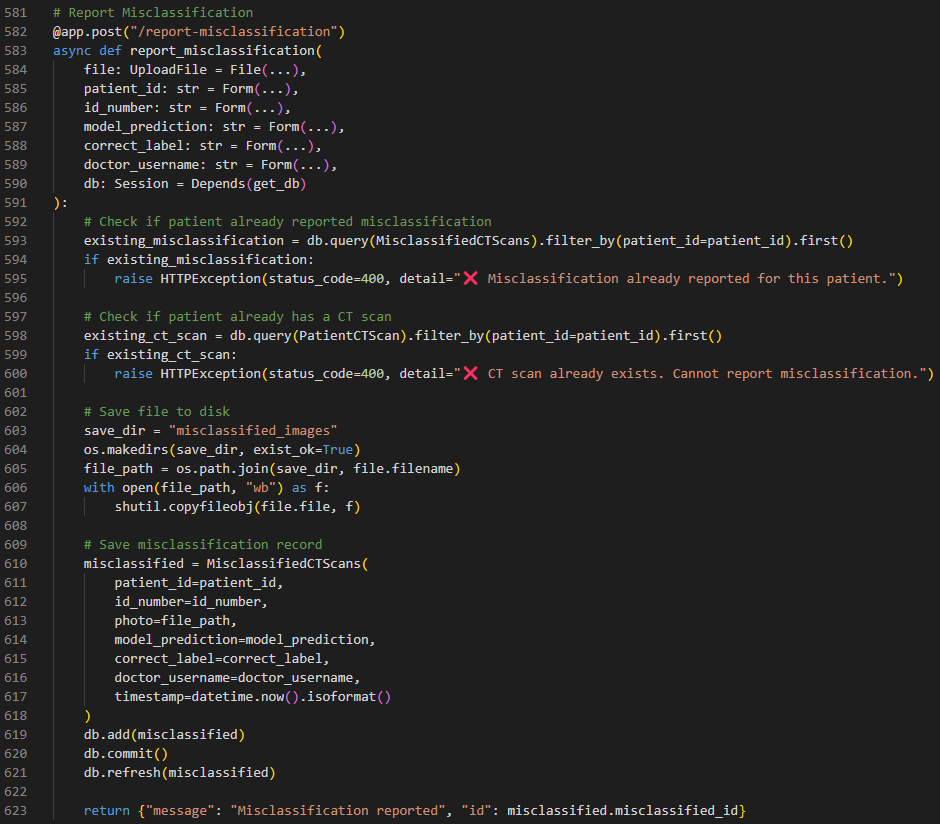 581 # Report Misclassification
582 @app.post("/report-misclassification")
583 async def report_misclassification(
584     file: UploadFile = File(...),
585     patient_id: str = Form(...),
586     id_number: str = Form(...),
587     model_prediction: str = Form(...),
588     correct_label: str = Form(...),
589     doctor_username: str = Form(...),
590     db: Session = Depends(get_db)
591 ):
592     # Check if patient already reported misclassification
593     existing_misclassification = db.query(MisclassifiedCTScans).filter_by(patient_id=patient_id).first()
594     if existing_misclassification:
595         raise HTTPException(status_code=400, detail="❌ Misclassification already reported for this patient.")
596
597     # Check if patient already has a CT scan
598     existing_ct_scan = db.query(PatientCTScan).filter_by(patient_id=patient_id).first()
599     if existing_ct_scan:
600         raise HTTPException(status_code=400, detail="❌ CT scan already exists. Cannot report misclassification.")
601
602     # Save file to disk
603     save_dir = "misclassified_images"
604     os.makedirs(save_dir, exist_ok=True)
605     file_path = os.path.join(save_dir, file.filename)
606     with open(file_path, "wb") as f:
607         shutil.copyfileobj(file.file, f)
608
609     # Save misclassification record
610     misclassified = MisclassifiedCTScans(
611         patient_id=patient_id,
612         id_number=id_number,
613         photo=file_path,
614         model_prediction=model_prediction,
615         correct_label=correct_label,
616         doctor_username=doctor_username,
617         timestamp=datetime.now().isoformat()
618     )
619     db.add(misclassified)
620     db.commit()
621     db.refresh(misclassified)
622
623     return {"message": "Misclassification reported", "id": misclassified.misclassified_id}